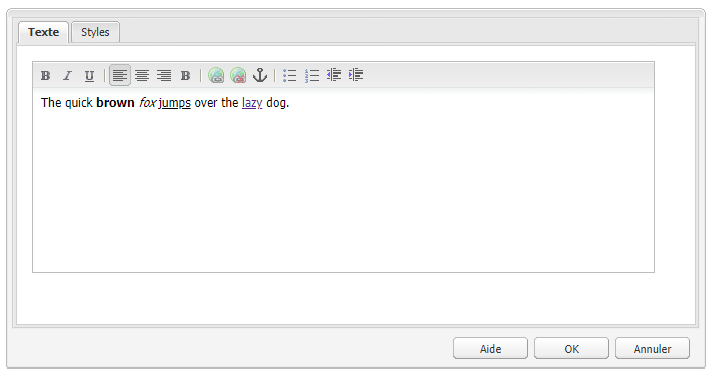 Texte Styles
B I U B
The quick brown fox jumps over the lazy dog.
Aide OK Annuler